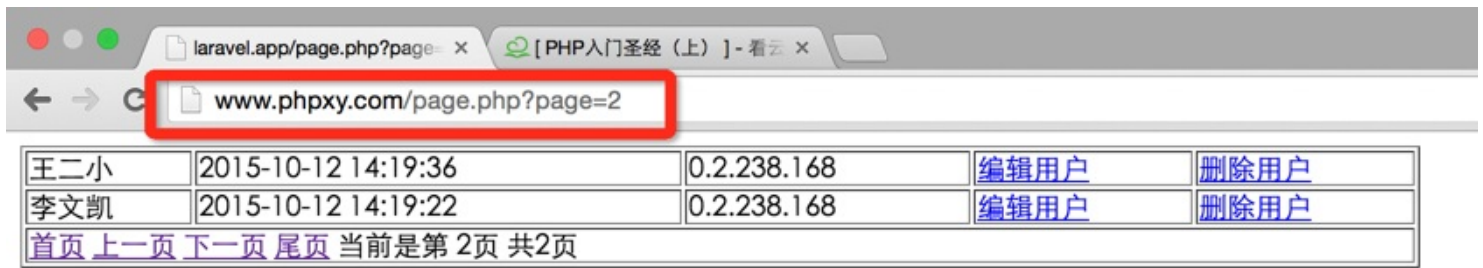 laravel.app/page.php?page= × [ PHP入门圣经（上） ] - 看云 ×
www.phpxy.com/page.php?page=2
王二小 2015-10-12 14:19:36 0.2.238.168 编辑用户 删除用户
李文凯 2015-10-12 14:19:22 0.2.238.168 编辑用户 删除用户
首页 上一页 下一页 尾页 当前是第 2页 共2页